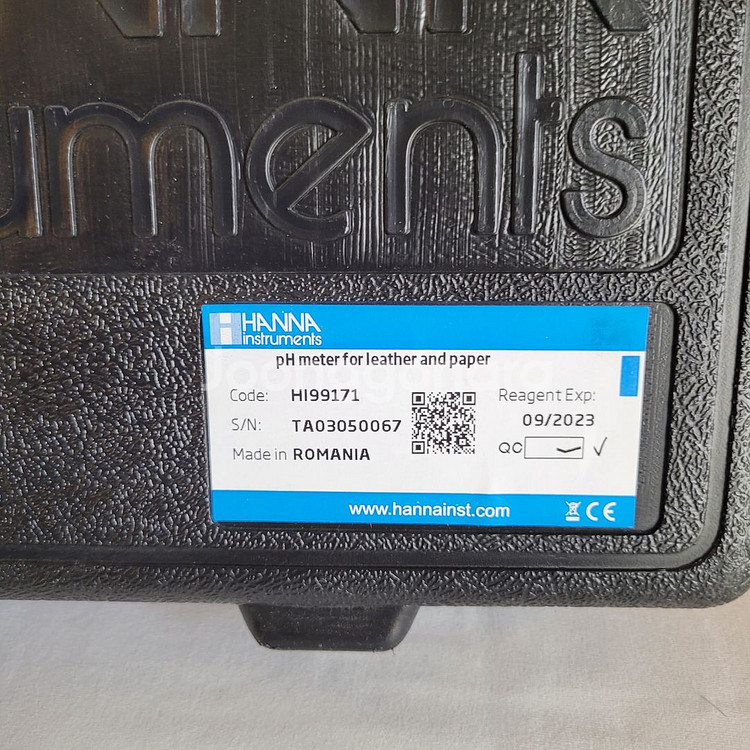 uments
HANNA
instruments
pH meter for leather and paper
Code: HI99171
Reagent Exp:
S/N: TA03050067
09/2023
Made in ROMANIA
QC
www.hannainst.com
CE